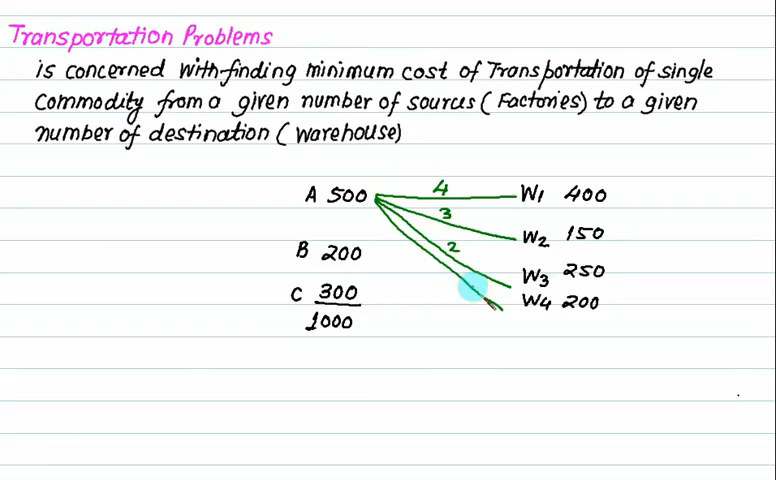 Transportation Problems
is concerned with finding minimum cost of Transportation of single
commodity from a given number of sources (Factories) to a given
number of destination (warehouse)
A 500 4 W1 400
3
W2 150
B 200 2
W3 250
C 300 W4 200
1000